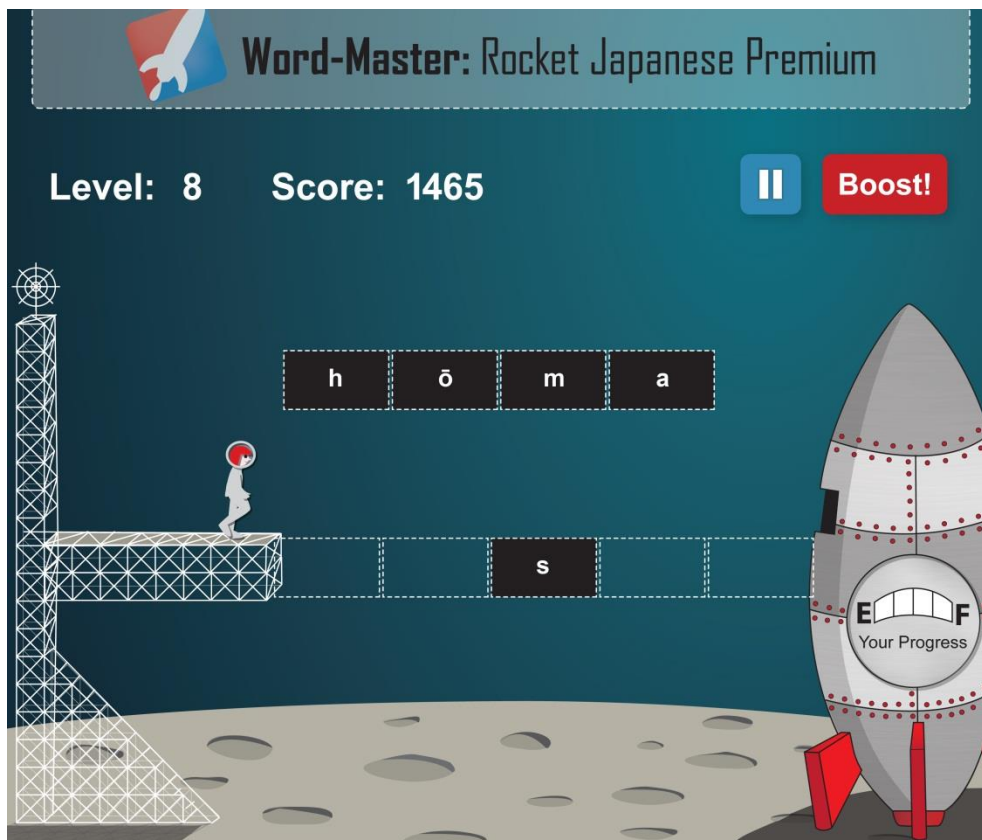 Word-Master: Rocket Japanese Premium
Level: 8 Score: 1465
Boost!
h ō m a
s
E F
Your Progress